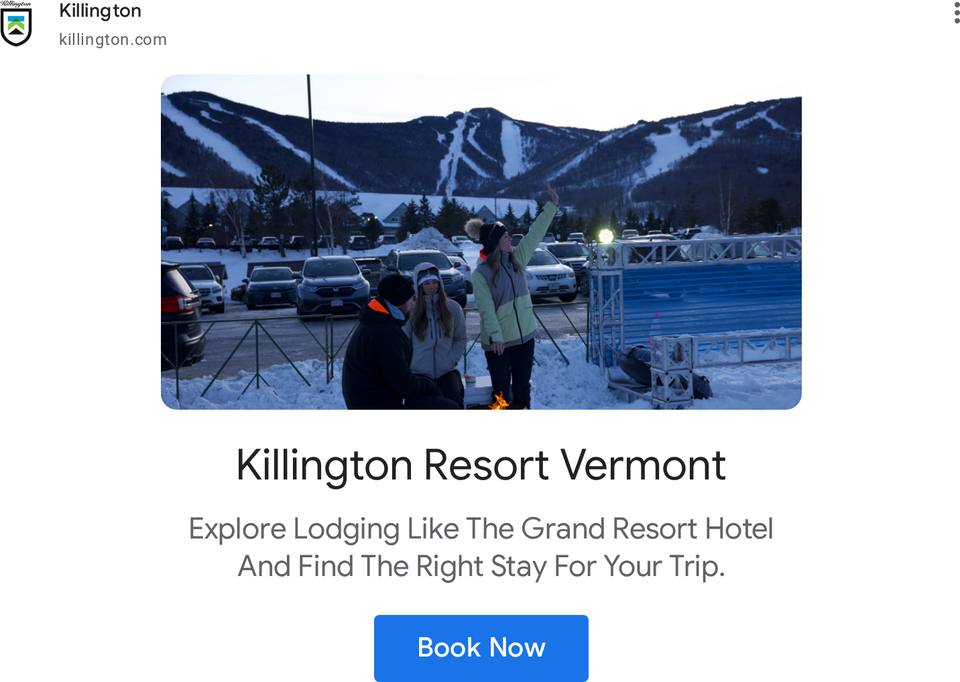 Killington
Killington
killington.com
Killington Resort Vermont
Explore Lodging Like The Grand Resort Hotel
And Find The Right Stay For Your Trip.
Book Now